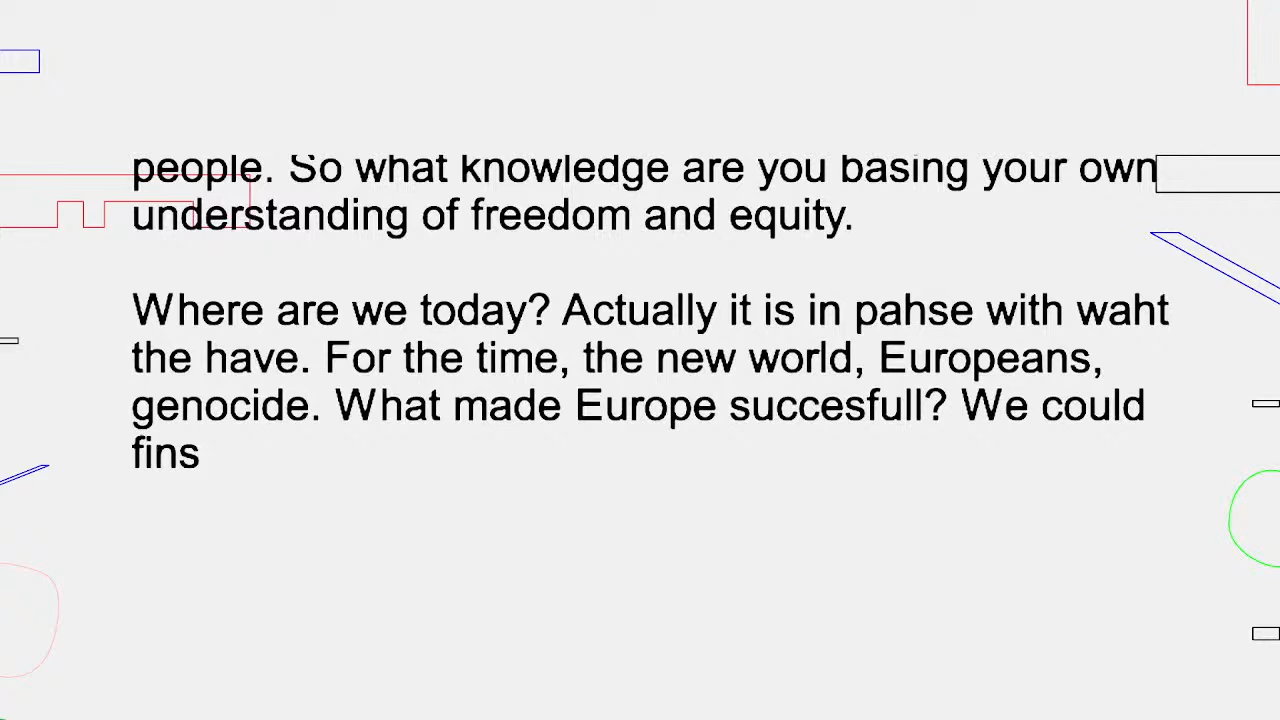 people. So what knowledge are you basing your own
understanding of freedom and equity.
Where are we today? Actually it is in pahse with waht
the have. For the time, the new world, Europeans,
genocide. What made Europe succesfull? We could
fins